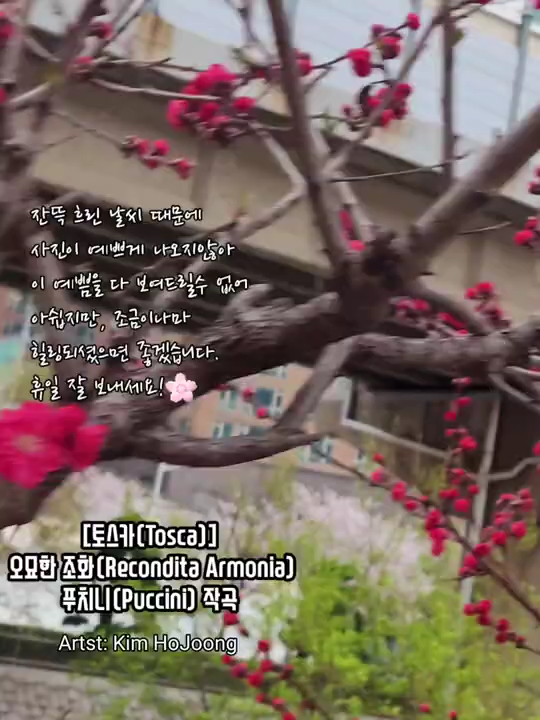 잔뜩 흐린 날씨 때문에
사진이 예쁘게 나오지않아
이 예쁨을 다 보여드릴수 없어
아쉽지만, 조금이나마
힐링되셨으면 좋겠습니다.
휴일 잘 보내세요!🌸
[토스카(Tosca)]
오묘한 조화(Recondita Armonia)
푸치니(Puccini) 작곡
Artst: Kim HoJoong